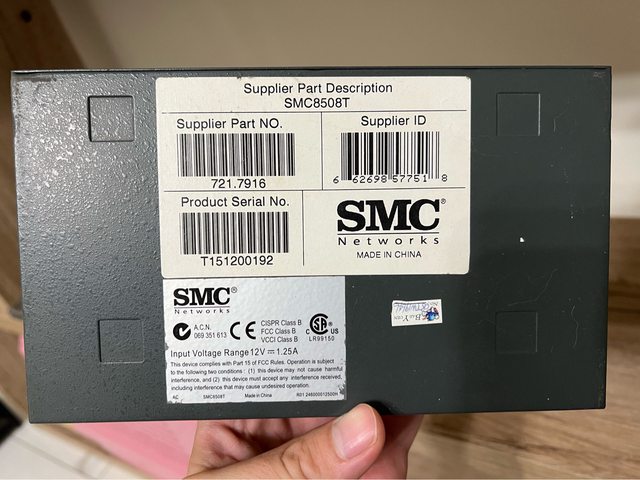 Supplier Part Description
SMC8508T
Supplier Part NO.
721.7916
Supplier ID
6 62698 57751 8
Product Serial No.
T151200192
SMC®
Networks
MADE IN CHINA
SMC®
Networks
A.C.N.
069 351 613
CE
CISPR Class B
FCC Class B
VCCI Class B
C US
LR99150
Input Voltage Range 12V 1.25A
This device complies with Part 15 of FCC Rules. Operation is subject
to the following two conditions : (1) this device may not cause harmful
interference, and (2) this device must accept any interference received,
including interference that may cause undesired operation.
AC SMC8508T Made in China